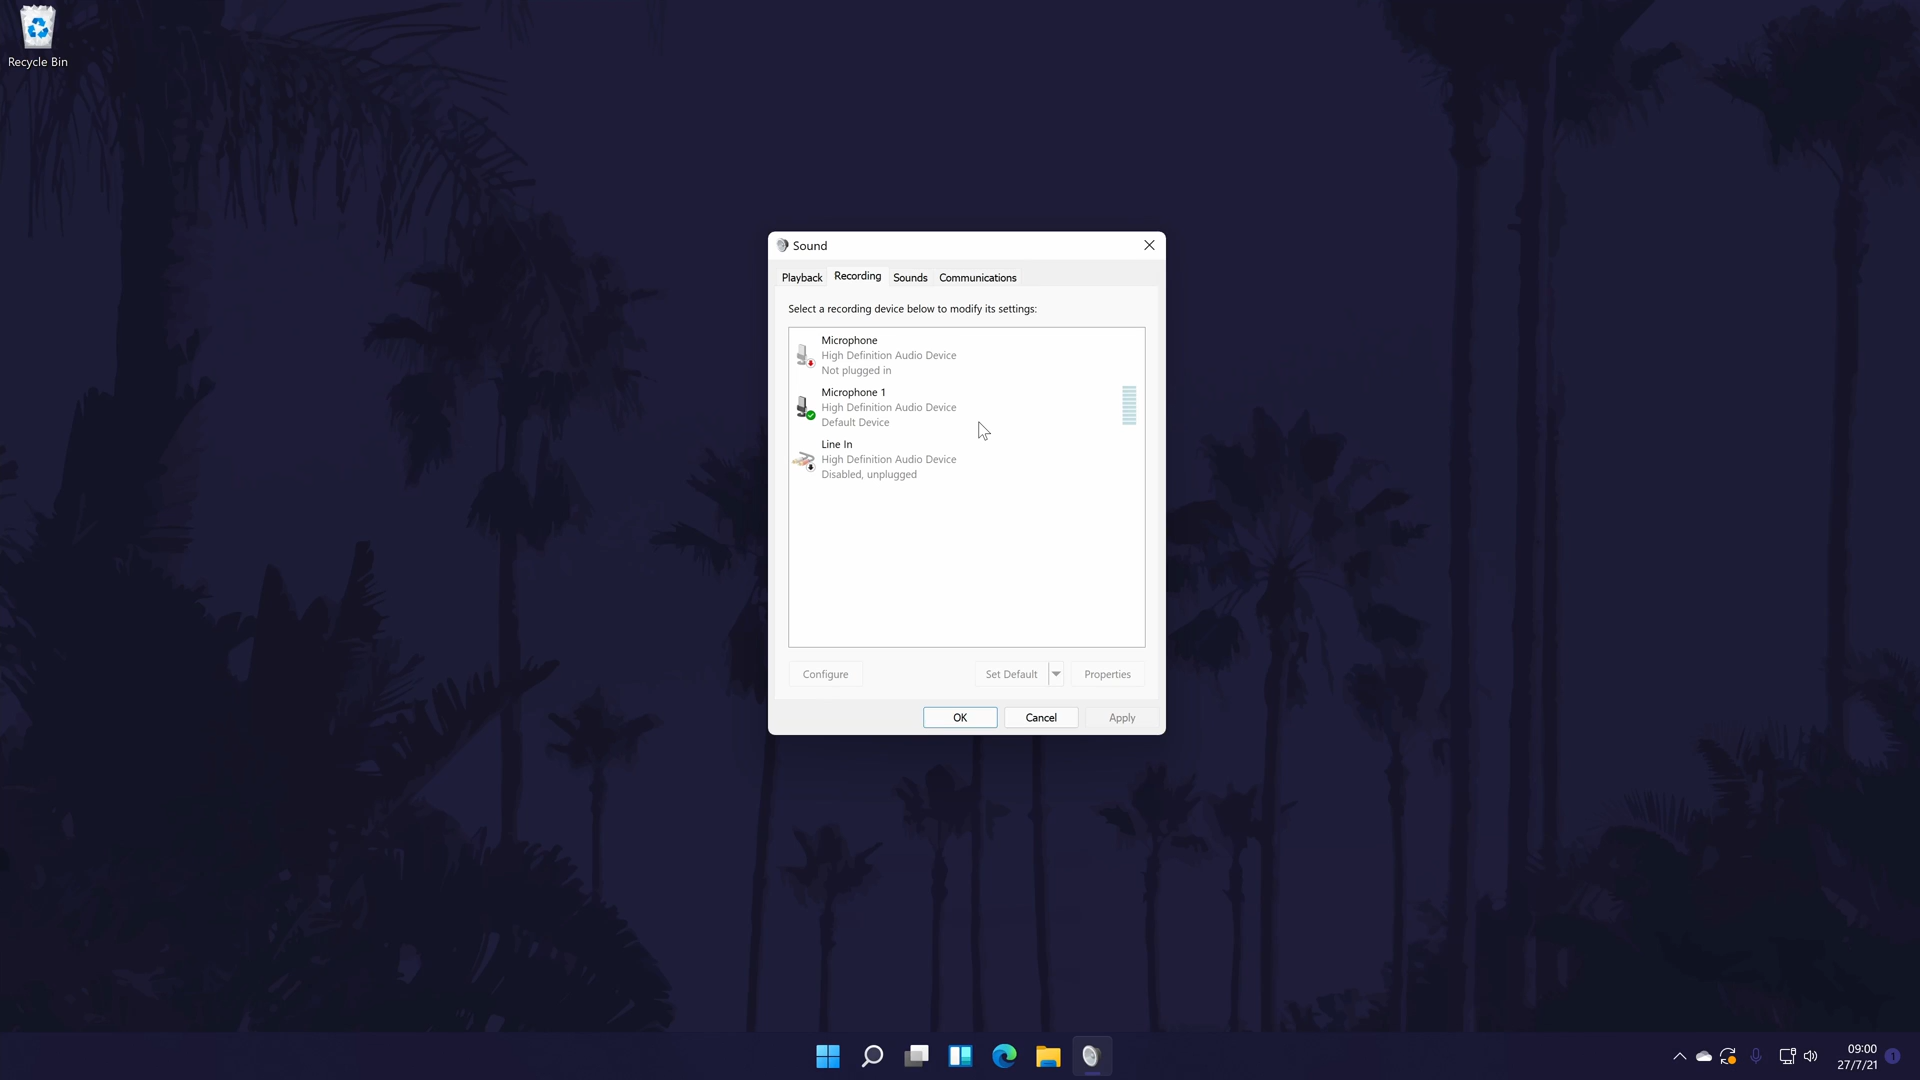 Recycle Bin
Sound
Playback Recording Sounds Communications
Select a recording device below to modify its settings:
Microphone
High Definition Audio Device
Not plugged in
Microphone 1
High Definition Audio Device
Default Device
Line In
High Definition Audio Device
Disabled, unplugged
Configure Set Default Properties
OK Cancel Apply
09:00
27/7/21
1